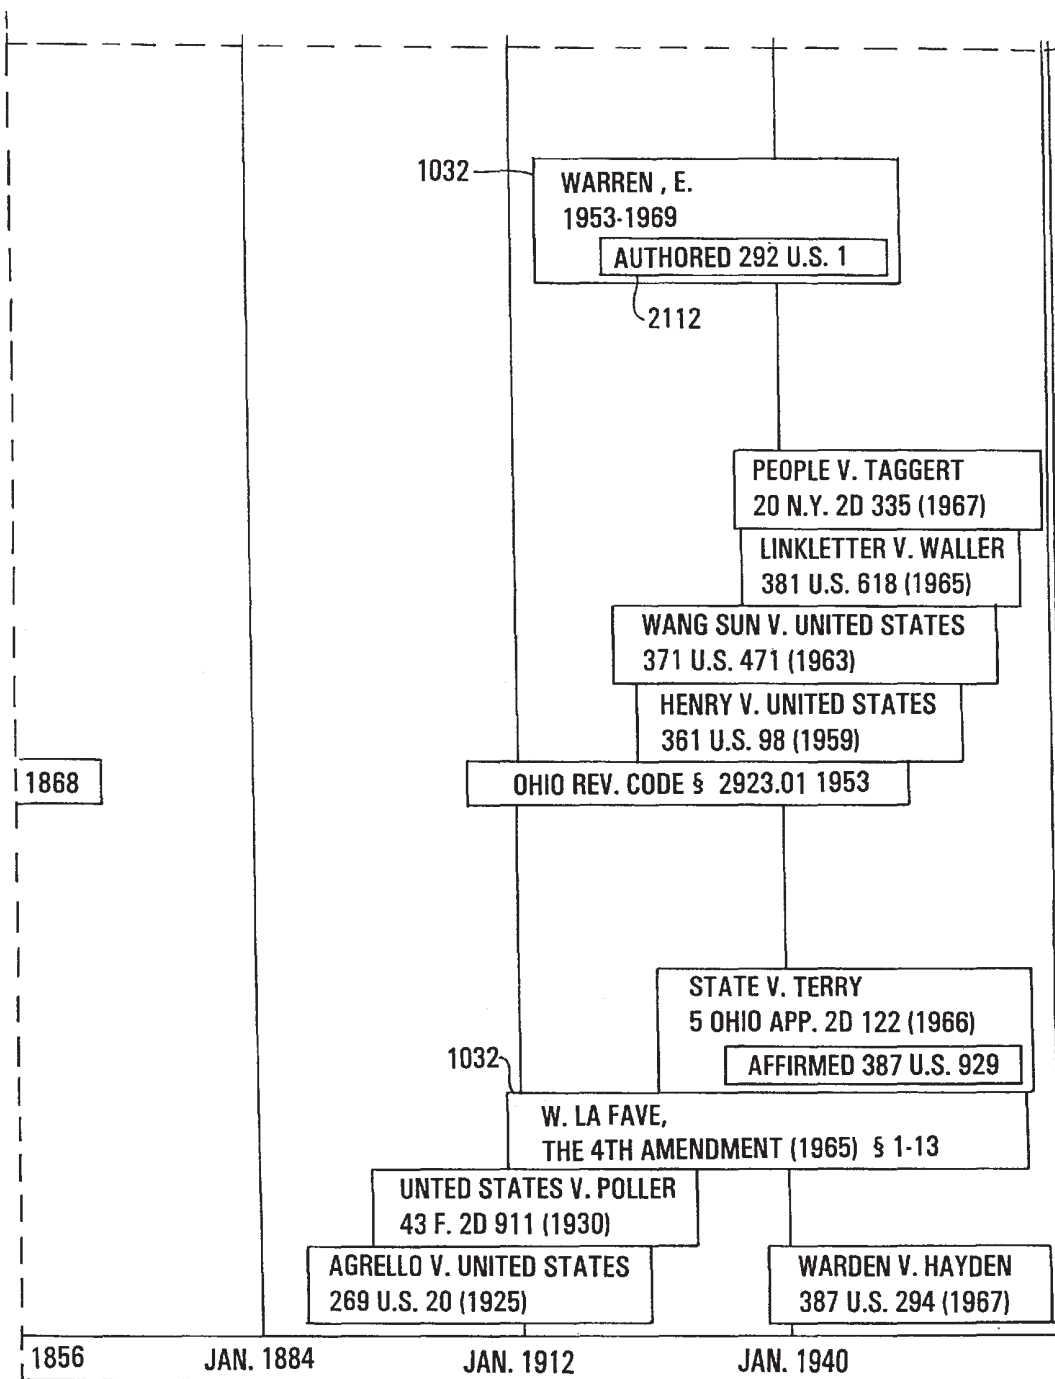 1032
WARREN , E.
1953-1969
AUTHORED 292 U.S. 1
2112
PEOPLE V. TAGGERT
20 N.Y. 2D 335 (1967)
LINKLETTER V. WALLER
381 U.S. 618 (1965)
WANG SUN V. UNITED STATES
371 U.S. 471 (1963)
HENRY V. UNITED STATES
361 U.S. 98 (1959)
1868
OHIO REV. CODE § 2923.01 1953
STATE V. TERRY
5 OHIO APP. 2D 122 (1966)
AFFIRMED 387 U.S. 929
1032
W. LA FAVE,
THE 4TH AMENDMENT (1965) § 1-13
UNTED STATES V. POLLER
43 F. 2D 911 (1930)
AGRELLO V. UNITED STATES
269 U.S. 20 (1925)
WARDEN V. HAYDEN
387 U.S. 294 (1967)
1856
JAN. 1884
JAN. 1912
JAN. 1940